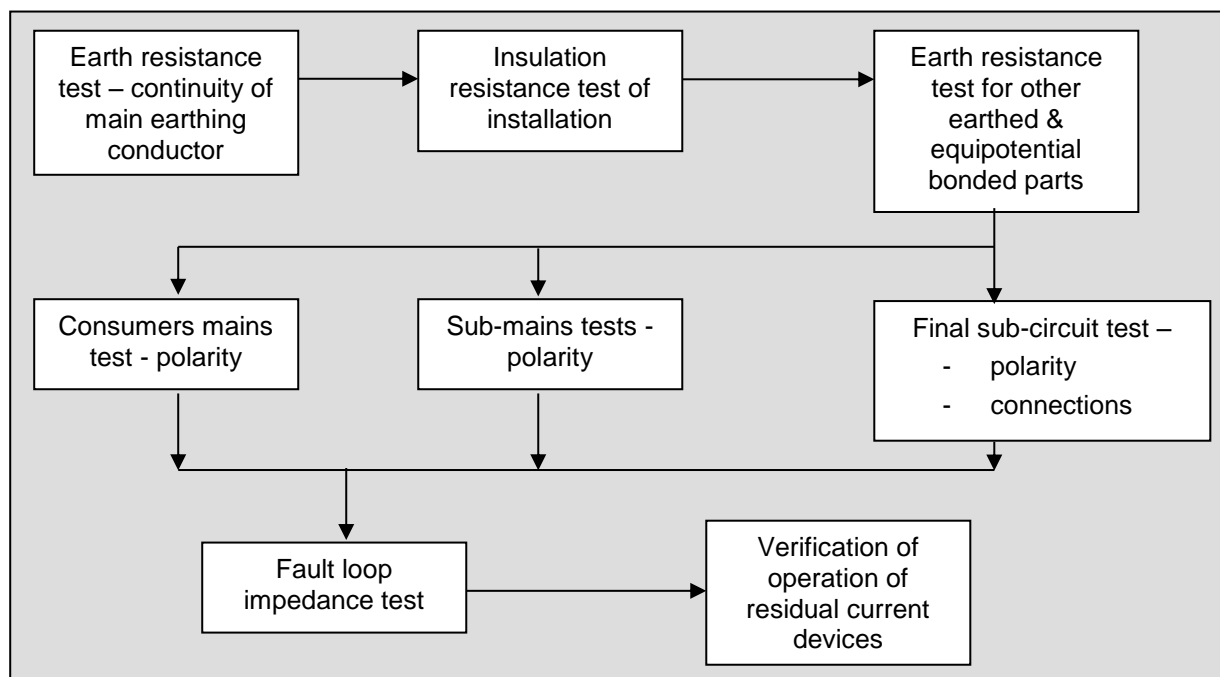 Earth resistance
test – continuity of
main earthing
conductor
Insulation
resistance test of
installation
Earth resistance
test for other
earthed &
equipotential
bonded parts
Consumers mains
test - polarity
Sub-mains tests -
polarity
Final sub-circuit test –
- polarity
- connections
Fault loop
impedance test
Verification of
operation of
residual current
devices